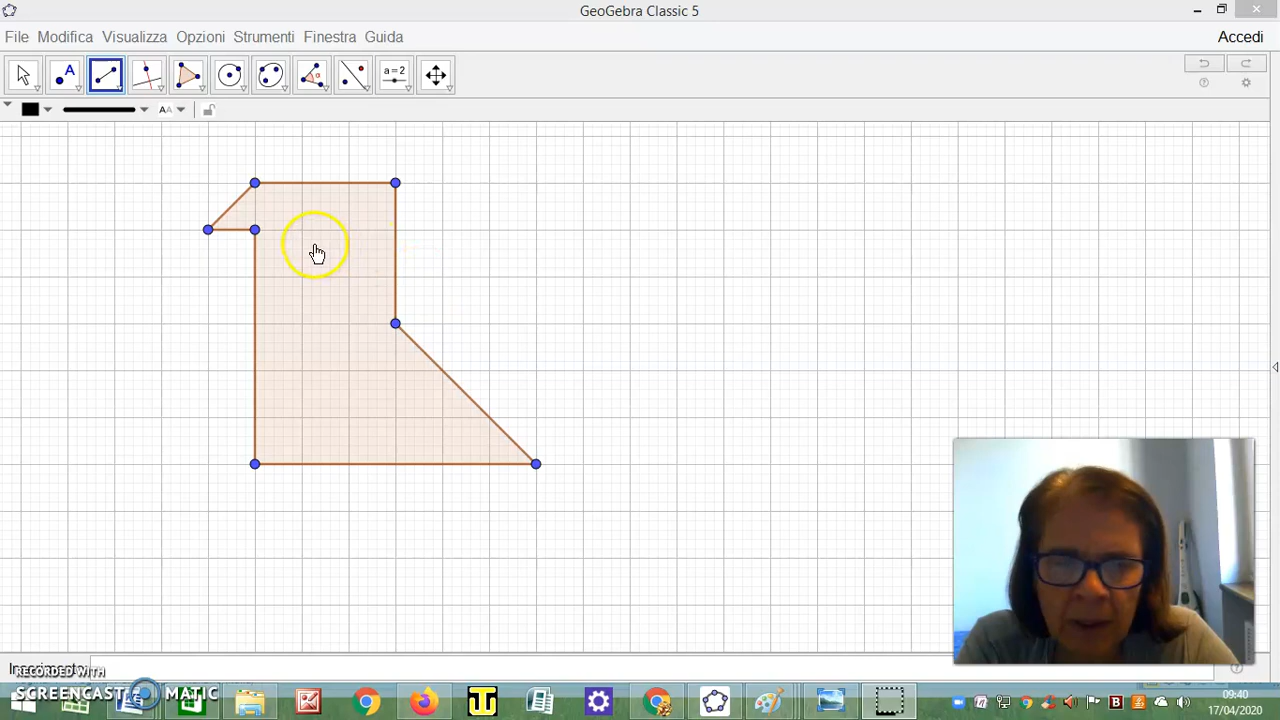 GeoGebra Classic 5
File Modifica Visualizza Opzioni Strumenti Finestra Guida Accedi
A
a=2
AA
RECORDED WITH
SCREENCAST MATIC
09:40
17/04/2020